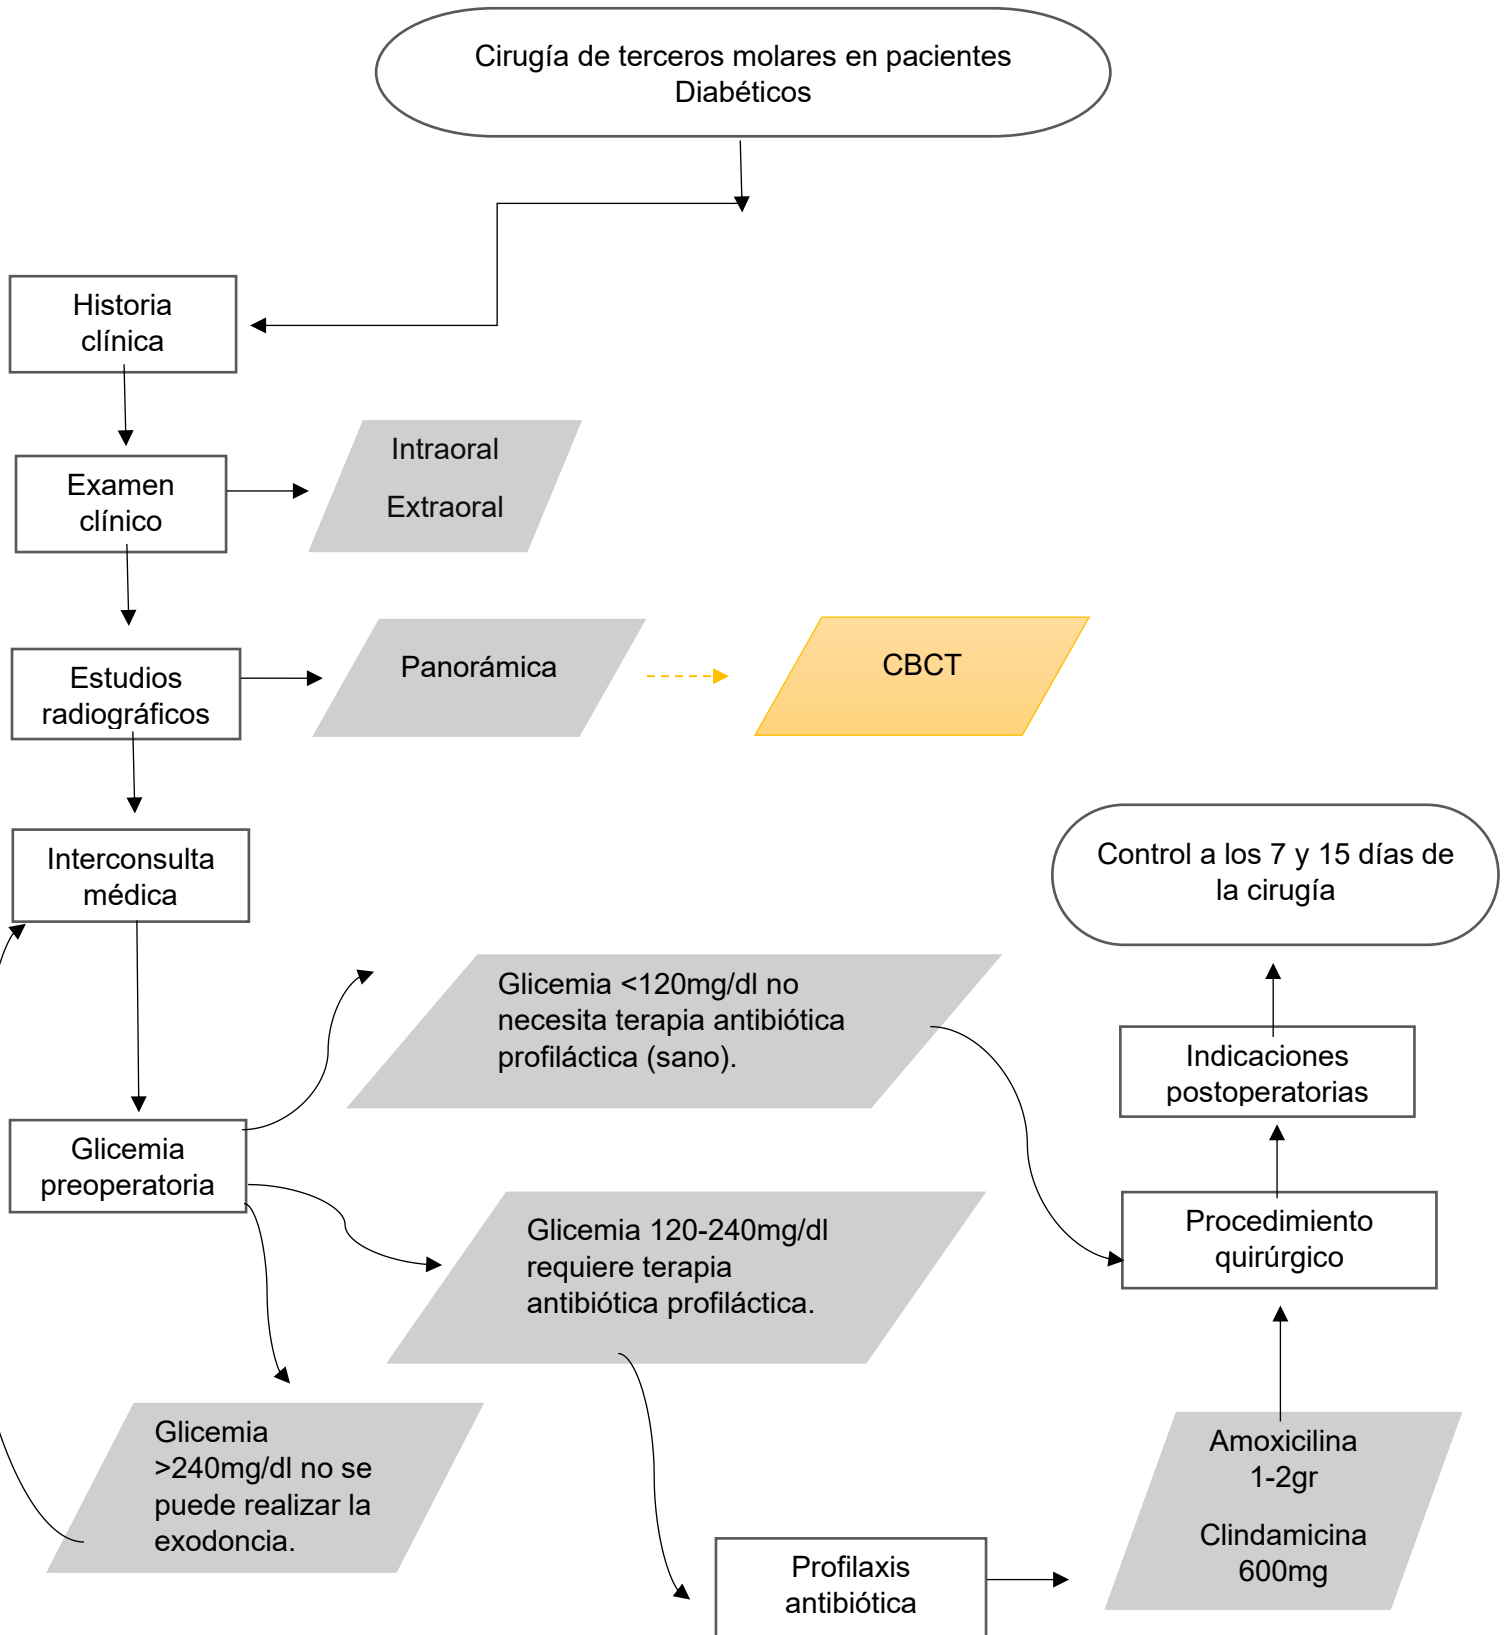 Cirugía de terceros molares en pacientes
Diabéticos
Historia
clínica
Examen
clínico
Intraoral
Extraoral
Estudios
radiográficos
Panorámica
CBCT
Interconsulta
médica
Glicemia
preoperatoria
Glicemia <120mg/dl no
necesita terapia antibiótica
profiláctica (sano).
Glicemia 120-240mg/dl
requiere terapia
antibiótica profiláctica.
Glicemia
>240mg/dl no se
puede realizar la
exodoncia.
Profilaxis
antibiótica
Amoxicilina
1-2gr
Clindamicina
600mg
Procedimiento
quirúrgico
Indicaciones
postoperatorias
Control a los 7 y 15 días de
la cirugía